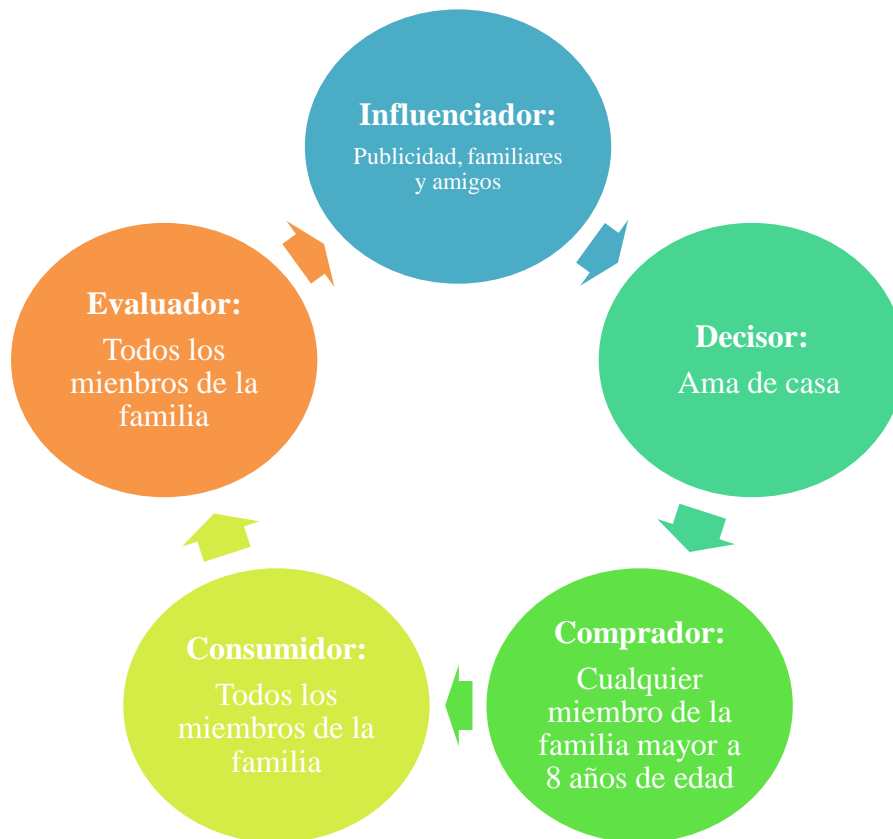 Influenciador:
Publicidad, familiares
y amigos
Decisor:
Ama de casa
Comprador:
Cualquier
miembro de la
familia mayor a
8 años de edad
Consumidor:
Todos los
miembros de la
familia
Evaluador:
Todos los
mienbros de la
familia